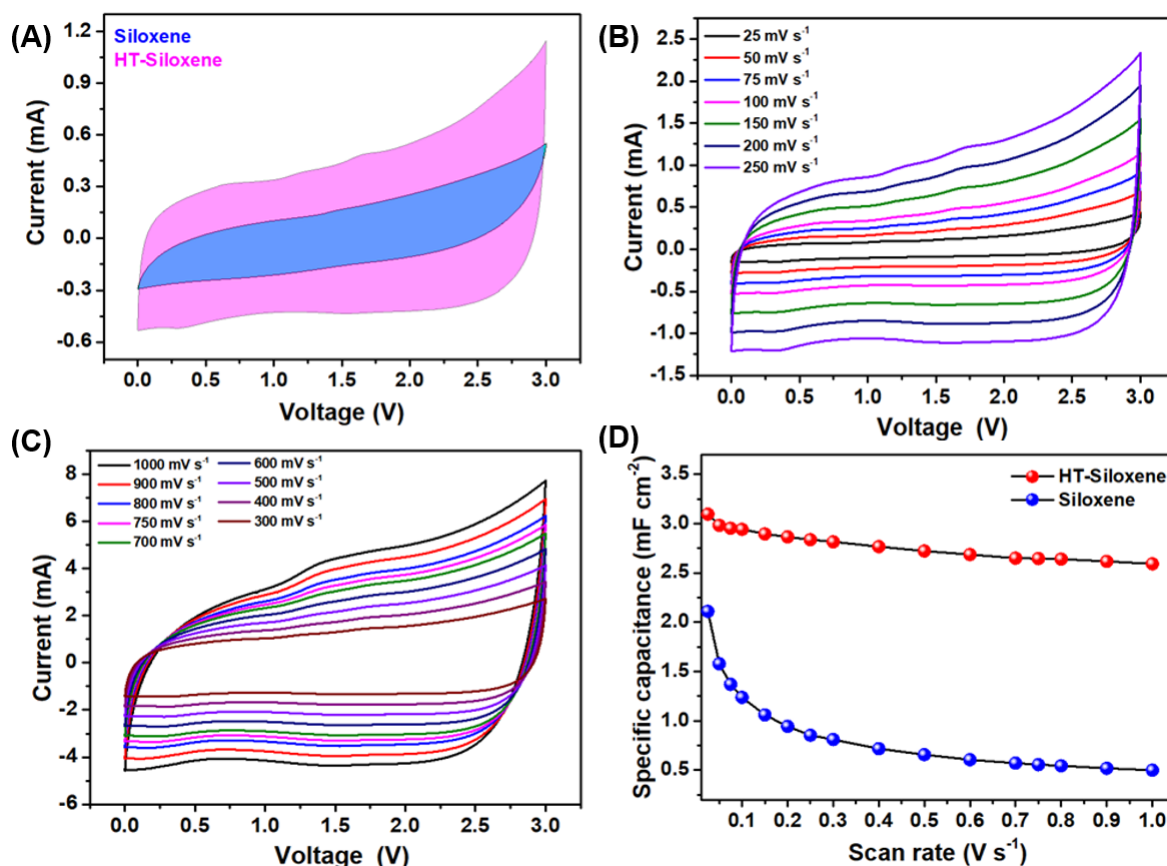 (A)
Siloxene
HT-Siloxene
Current (mA)
1.2
0.9
0.6
0.3
0.0
-0.3
-0.6
0.0 0.5 1.0 1.5 2.0 2.5 3.0
Voltage (V)
(B)
25 mV s⁻¹
50 mV s⁻¹
75 mV s⁻¹
100 mV s⁻¹
150 mV s⁻¹
200 mV s⁻¹
250 mV s⁻¹
Current (mA)
2.5
2.0
1.5
1.0
0.5
0.0
-0.5
-1.0
-1.5
0.0 0.5 1.0 1.5 2.0 2.5 3.0
Voltage (V)
(C)
1000 mV s⁻¹
900 mV s⁻¹
800 mV s⁻¹
750 mV s⁻¹
700 mV s⁻¹
600 mV s⁻¹
500 mV s⁻¹
400 mV s⁻¹
300 mV s⁻¹
Current (mA)
8
6
4
2
0
-2
-4
-6
0.0 0.5 1.0 1.5 2.0 2.5 3.0
Voltage (V)
(D)
HT-Siloxene
Siloxene
Specific capacitance (mF cm⁻²)
3.5
3.0
2.5
2.0
1.5
1.0
0.5
0.1 0.2 0.3 0.4 0.5 0.6 0.7 0.8 0.9 1.0
Scan rate (V s⁻¹)